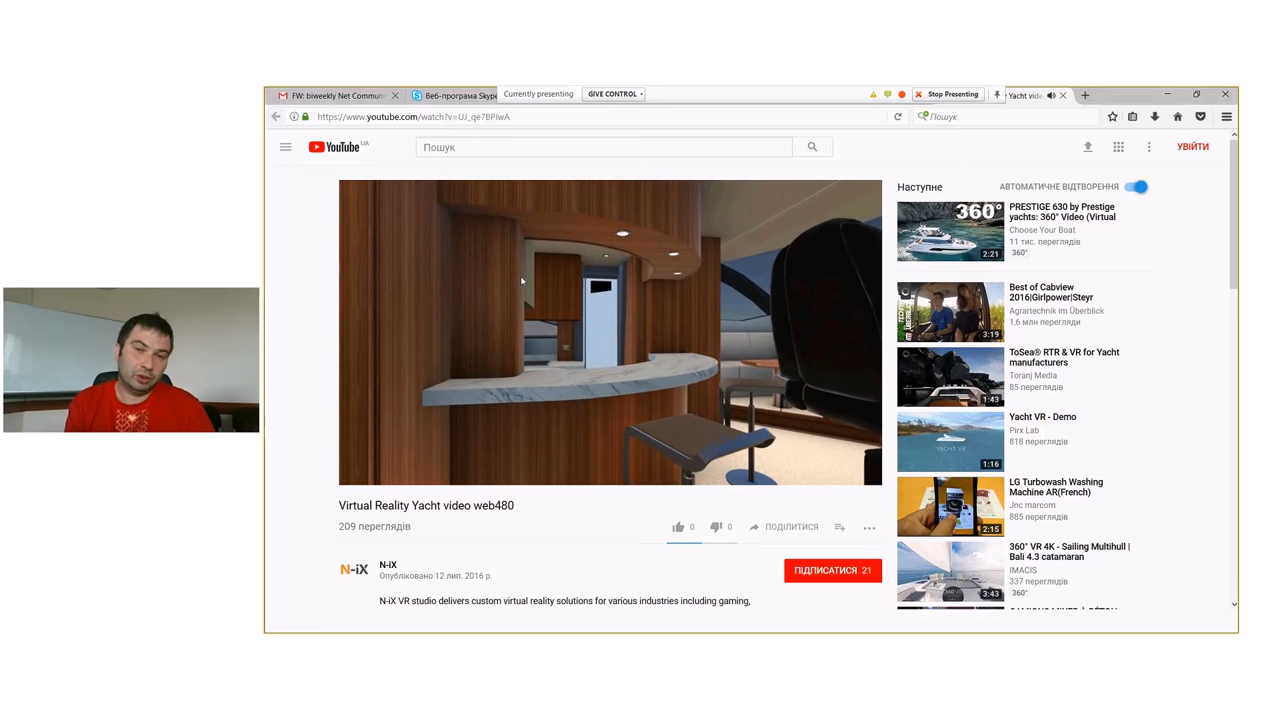 FW: biweekly Net Commun
Веб-програма Skype
Currently presenting
GIVE CONTROL
Stop Presenting
Yacht vide
https://www.youtube.com/watch?v=UJ_qe7BPlwA
Пошук
YouTube UA
Пошук
УВІЙТИ
Наступне
АВТОМАТИЧНЕ ВІДТВОРЕННЯ
360°
2:21
PRESTIGE 630 by Prestige
yachts: 360° Video (Virtual
Choose Your Boat
11 тис. переглядів
360°
3:19
Best of Cabview
2016|Girlpower|Steyr
Agrartechnik im Überblick
1,6 млн перегляди
1:43
ToSea® RTR & VR for Yacht
manufacturers
Toranj Media
85 переглядів
YACHT VR
1:16
Yacht VR - Demo
Pirx Lab
818 переглядів
2:15
LG Turbowash Washing
Machine AR(French)
Jnc marcom
885 переглядів
3:43
360° VR 4K - Sailing Multihull |
Bali 4.3 catamaran
IMACIS
337 переглядів
360°
Virtual Reality Yacht video web480
209 переглядів
0
0
ПОДІЛИТИСЯ
N-iX
N-iX
Опубліковано 12 лип. 2016 р.
ПІДПИСАТИСЯ 21
N-iX VR studio delivers custom virtual reality solutions for various industries including gaming,